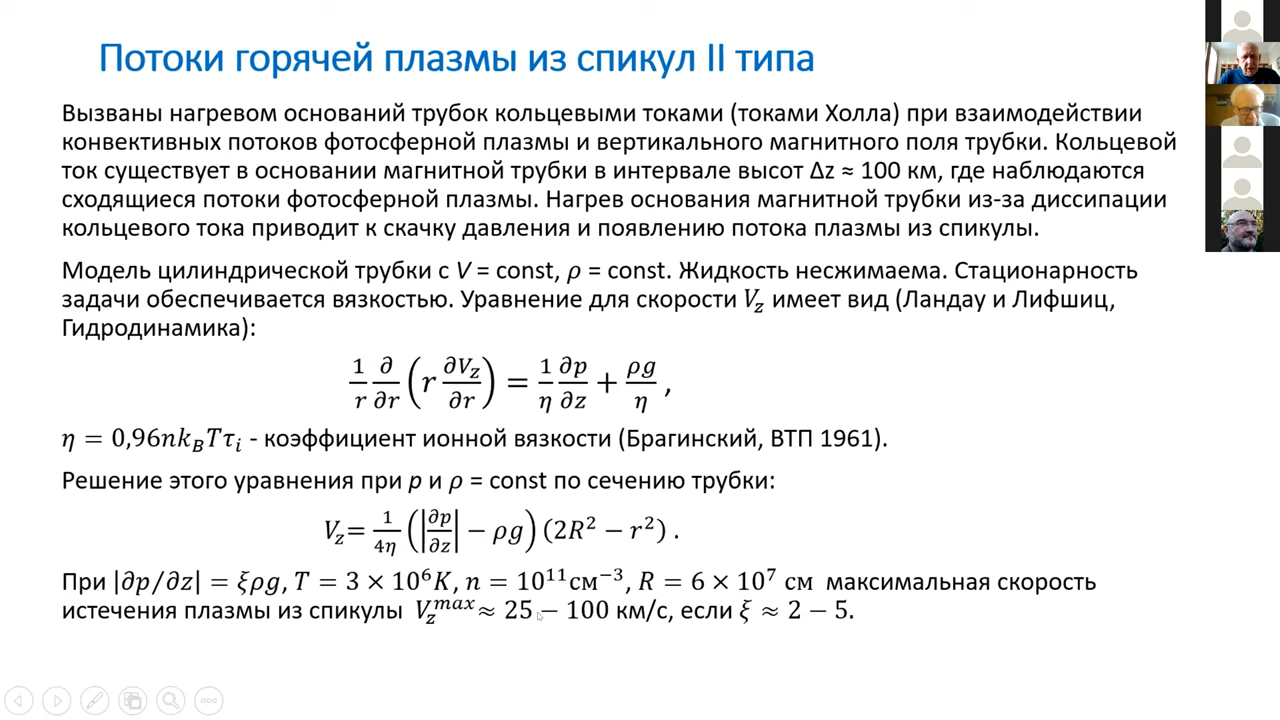 Потоки горячей плазмы из спикул II типа
Вызваны нагревом оснований трубок кольцевыми токами (токами Холла) при взаимодействии
конвективных потоков фотосферной плазмы и вертикального магнитного поля трубки. Кольцевой
ток существует в основании магнитной трубки в интервале высот Δz ≈ 100 км, где наблюдаются
сходящиеся потоки фотосферной плазмы. Нагрев основания магнитной трубки из-за диссипации
кольцевого тока приводит к скачку давления и появлению потока плазмы из спикулы.
Модель цилиндрической трубки с V = const, ρ = const. Жидкость несжимаема. Стационарность
задачи обеспечивается вязкостью. Уравнение для скорости V_z имеет вид (Ландау и Лифшиц,
Гидродинамика):
1/r ∂/∂r (r ∂V_z/∂r) = 1/η ∂p/∂z + ρg/η ,
η = 0,96nk_BTτ_i - коэффициент ионной вязкости (Брагинский, ВТП 1961).
Решение этого уравнения при p и ρ = const по сечению трубки:
V_z= 1/4η (|∂p/∂z| − ρg) (2R² − r²) .
При |∂p/∂z| = ξρg, T = 3 × 10⁶K, n = 10¹¹см⁻³, R = 6 × 10⁷ см максимальная скорость
истечения плазмы из спикулы V_z^max ≈ 25 − 100 км/с, если ξ ≈ 2 − 5.